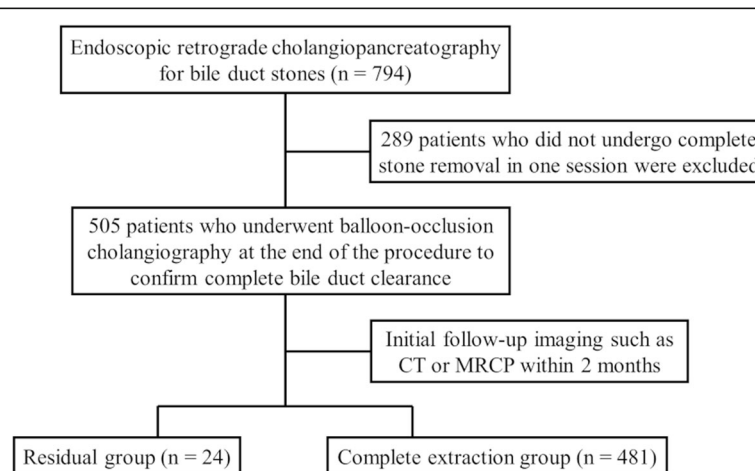 Endoscopic retrograde cholangiopancreatography
for bile duct stones (n = 794)
289 patients who did not undergo complete
stone removal in one session were excluded
505 patients who underwent balloon-occlusion
cholangiography at the end of the procedure to
confirm complete bile duct clearance
Initial follow-up imaging such as
CT or MRCP within 2 months
Residual group (n = 24)
Complete extraction group (n = 481)